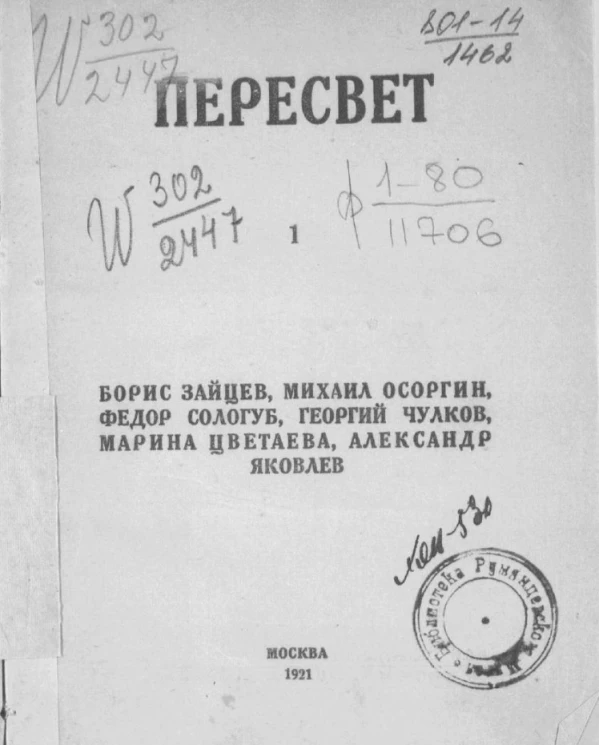 W 302
2447
801-14
1462
ПЕРЕСВЕТ
W 302
2447
1
ф 1-80
11706
БОРИС ЗАЙЦЕВ, МИХАИЛ ОСОРГИН,
ФЕДОР СОЛОГУБ, ГЕОРГИЙ ЧУЛКОВ,
МАРИНА ЦВЕТАЕВА, АЛЕКСАНДР
ЯКОВЛЕВ
Библиотека Румянцевск
МОСКВА
1921